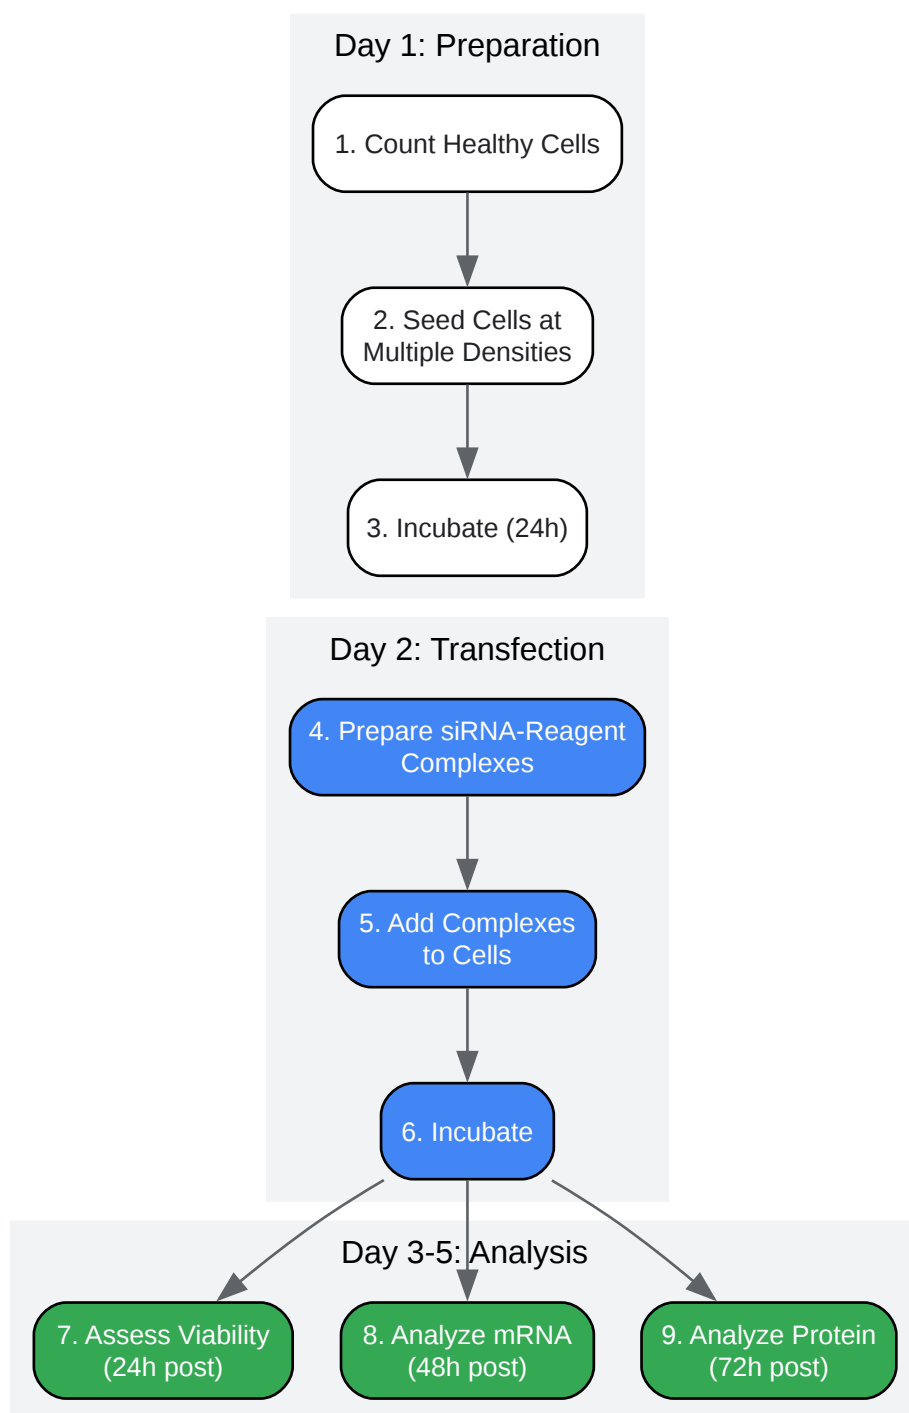 Day 1: Preparation
1. Count Healthy Cells
2. Seed Cells at
Multiple Densities
3. Incubate (24h)
Day 2: Transfection
4. Prepare siRNA-Reagent
Complexes
5. Add Complexes
to Cells
6. Incubate
Day 3-5: Analysis
7. Assess Viability
(24h post)
8. Analyze mRNA
(48h post)
9. Analyze Protein
(72h post)